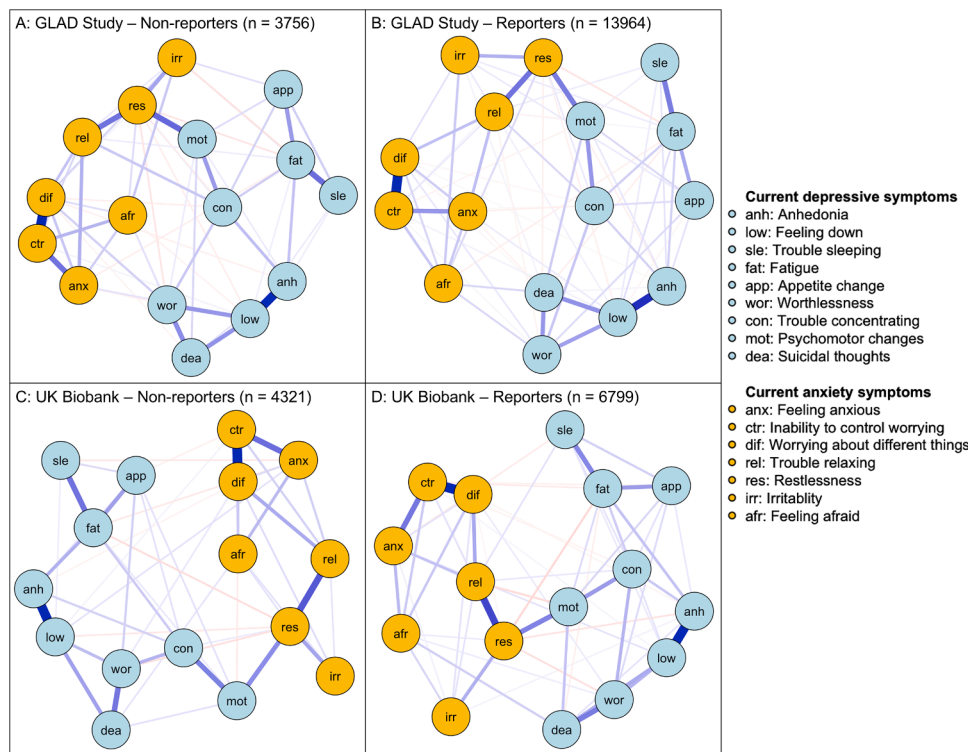 A: GLAD Study – Non-reporters (n = 3756)
irr
app
res
rel
mot
fat
sle
dif
afr
con
ctr
anx
anh
wor
low
dea
B: GLAD Study – Reporters (n = 13964)
irr
res
sle
rel
mot
fat
dif
ctr
anx
con
app
afr
dea
anh
low
wor
C: UK Biobank – Non-reporters (n = 4321)
ctr
sle
app
anx
dif
fat
afr
rel
anh
low
res
wor
con
irr
mot
dea
D: UK Biobank – Reporters (n = 6799)
sle
ctr
dif
fat
app
anx
rel
con
mot
anh
afr
res
low
wor
irr
dea
Current depressive symptoms
anh: Anhedonia
low: Feeling down
sle: Trouble sleeping
fat: Fatigue
app: Appetite change
wor: Worthlessness
con: Trouble concentrating
mot: Psychomotor changes
dea: Suicidal thoughts
Current anxiety symptoms
anx: Feeling anxious
ctr: Inability to control worrying
dif: Worrying about different things
rel: Trouble relaxing
res: Restlessness
irr: Irritablity
afr: Feeling afraid